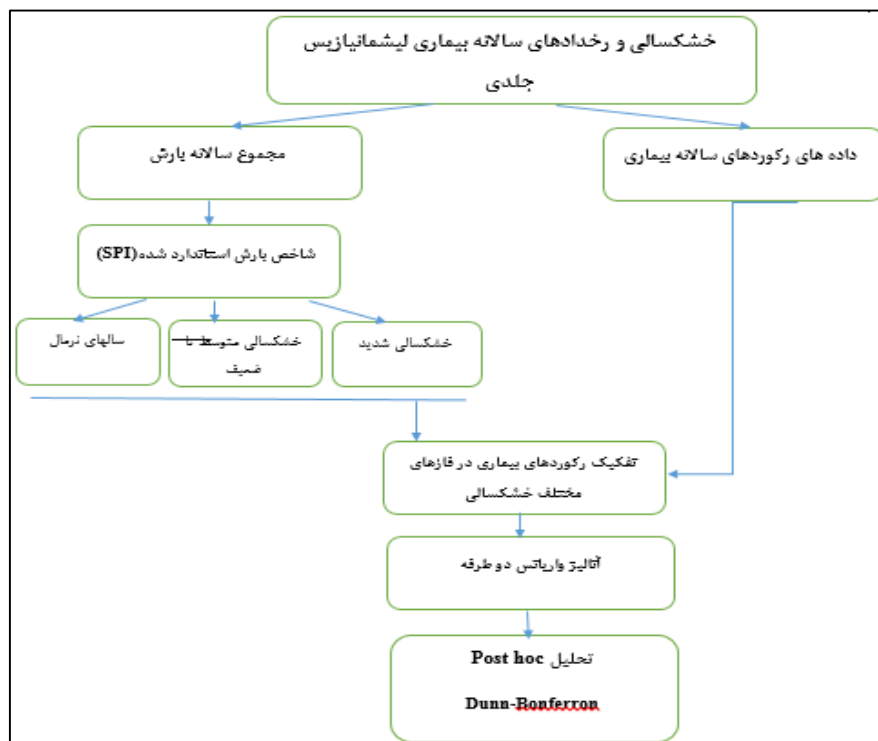 خشکسالی و رخدادهای سالانه بیماری لیشمانیازیس
جلدی
مجموع سالانه بارش
داده های رکوردهای سالانه بیماری
شاخص بارش استاندارد شده(SPI)
سالهای نرمال
خشکسالی متوسط تا
ضعیف
خشکسالی شدید
تفکیک رکوردهای بیماری در فازهای
مختلف خشکسالی
آنالیز واریانس دو طرفه
تحلیل Post hoc
Dunn-Bonferron